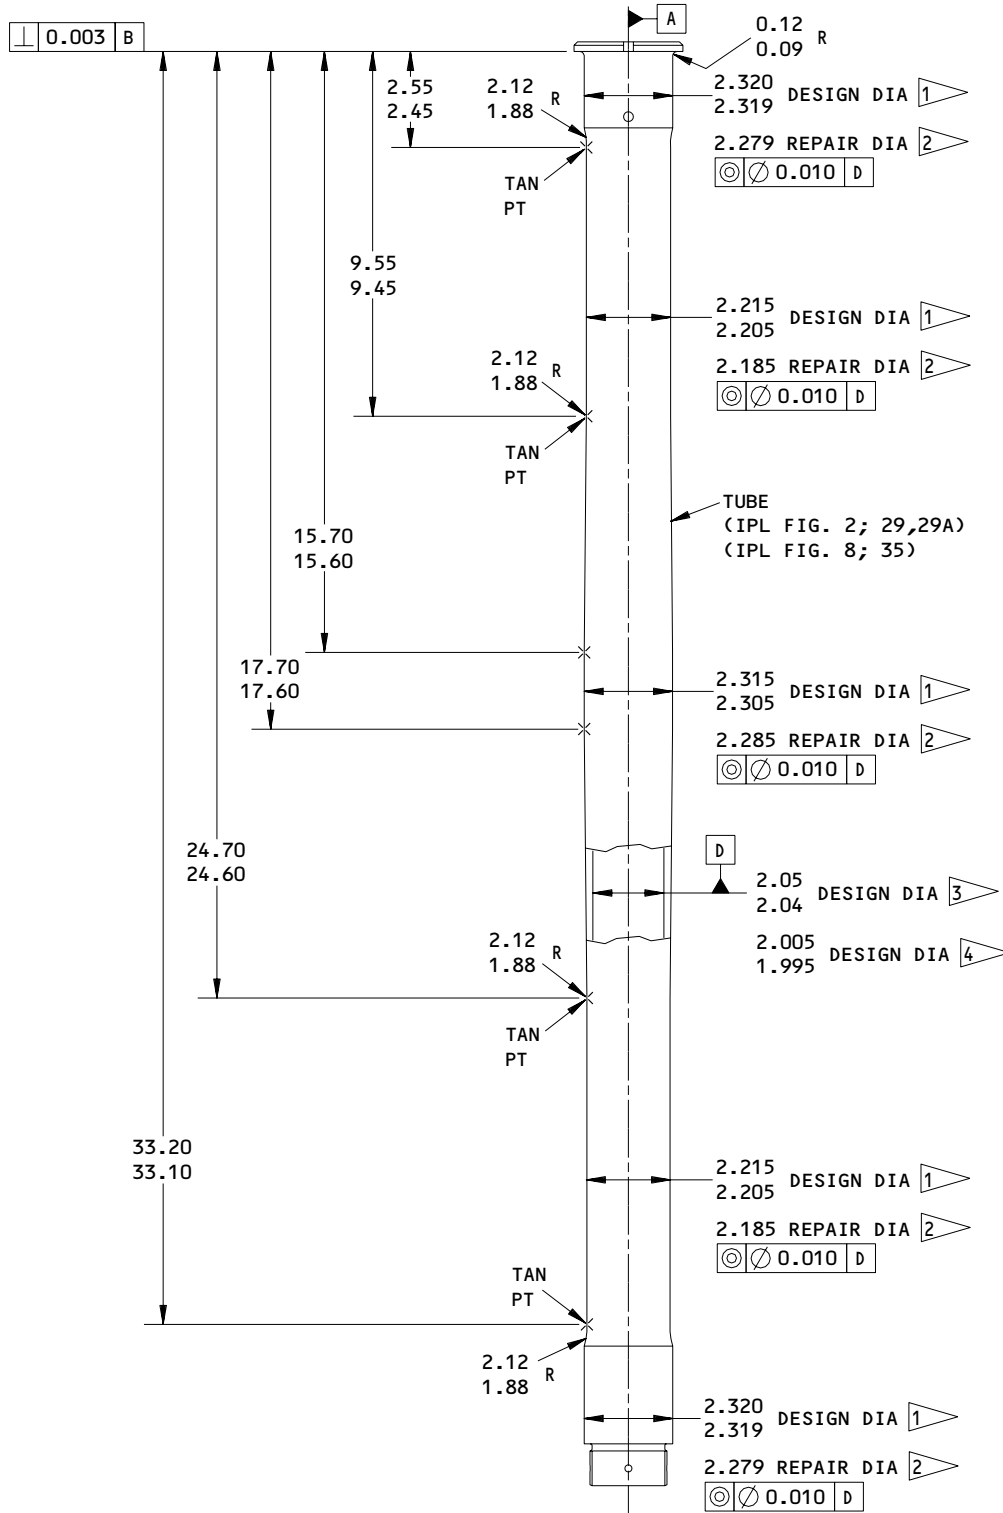 A
⊥ 0.003 B
0.12
0.09 R
2.55
2.45
2.12
1.88 R
2.320
2.319 DESIGN DIA 1
2.279 REPAIR DIA 2
◎ ∅ 0.010 D
TAN
PT
9.55
9.45
2.215
2.205 DESIGN DIA 1
2.12
1.88 R
2.185 REPAIR DIA 2
◎ ∅ 0.010 D
TAN
PT
TUBE
(IPL FIG. 2; 29,29A)
(IPL FIG. 8; 35)
15.70
15.60
17.70
17.60
2.315
2.305 DESIGN DIA 1
2.285 REPAIR DIA 2
◎ ∅ 0.010 D
24.70
24.60
D
2.05
2.04 DESIGN DIA 3
2.12
1.88 R
2.005
1.995 DESIGN DIA 4
TAN
PT
33.20
33.10
2.215
2.205 DESIGN DIA 1
2.185 REPAIR DIA 2
◎ ∅ 0.010 D
TAN
PT
2.12
1.88 R
2.320
2.319 DESIGN DIA 1
2.279 REPAIR DIA 2
◎ ∅ 0.010 D